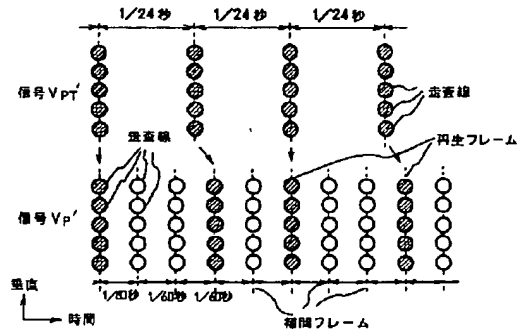 1/24秒 1/24秒 1/24秒
信号VPT′
走査線
走査線
再生フレーム
信号VP′
垂直
時間
1/60秒 1/60秒 1/60秒
補間フレーム